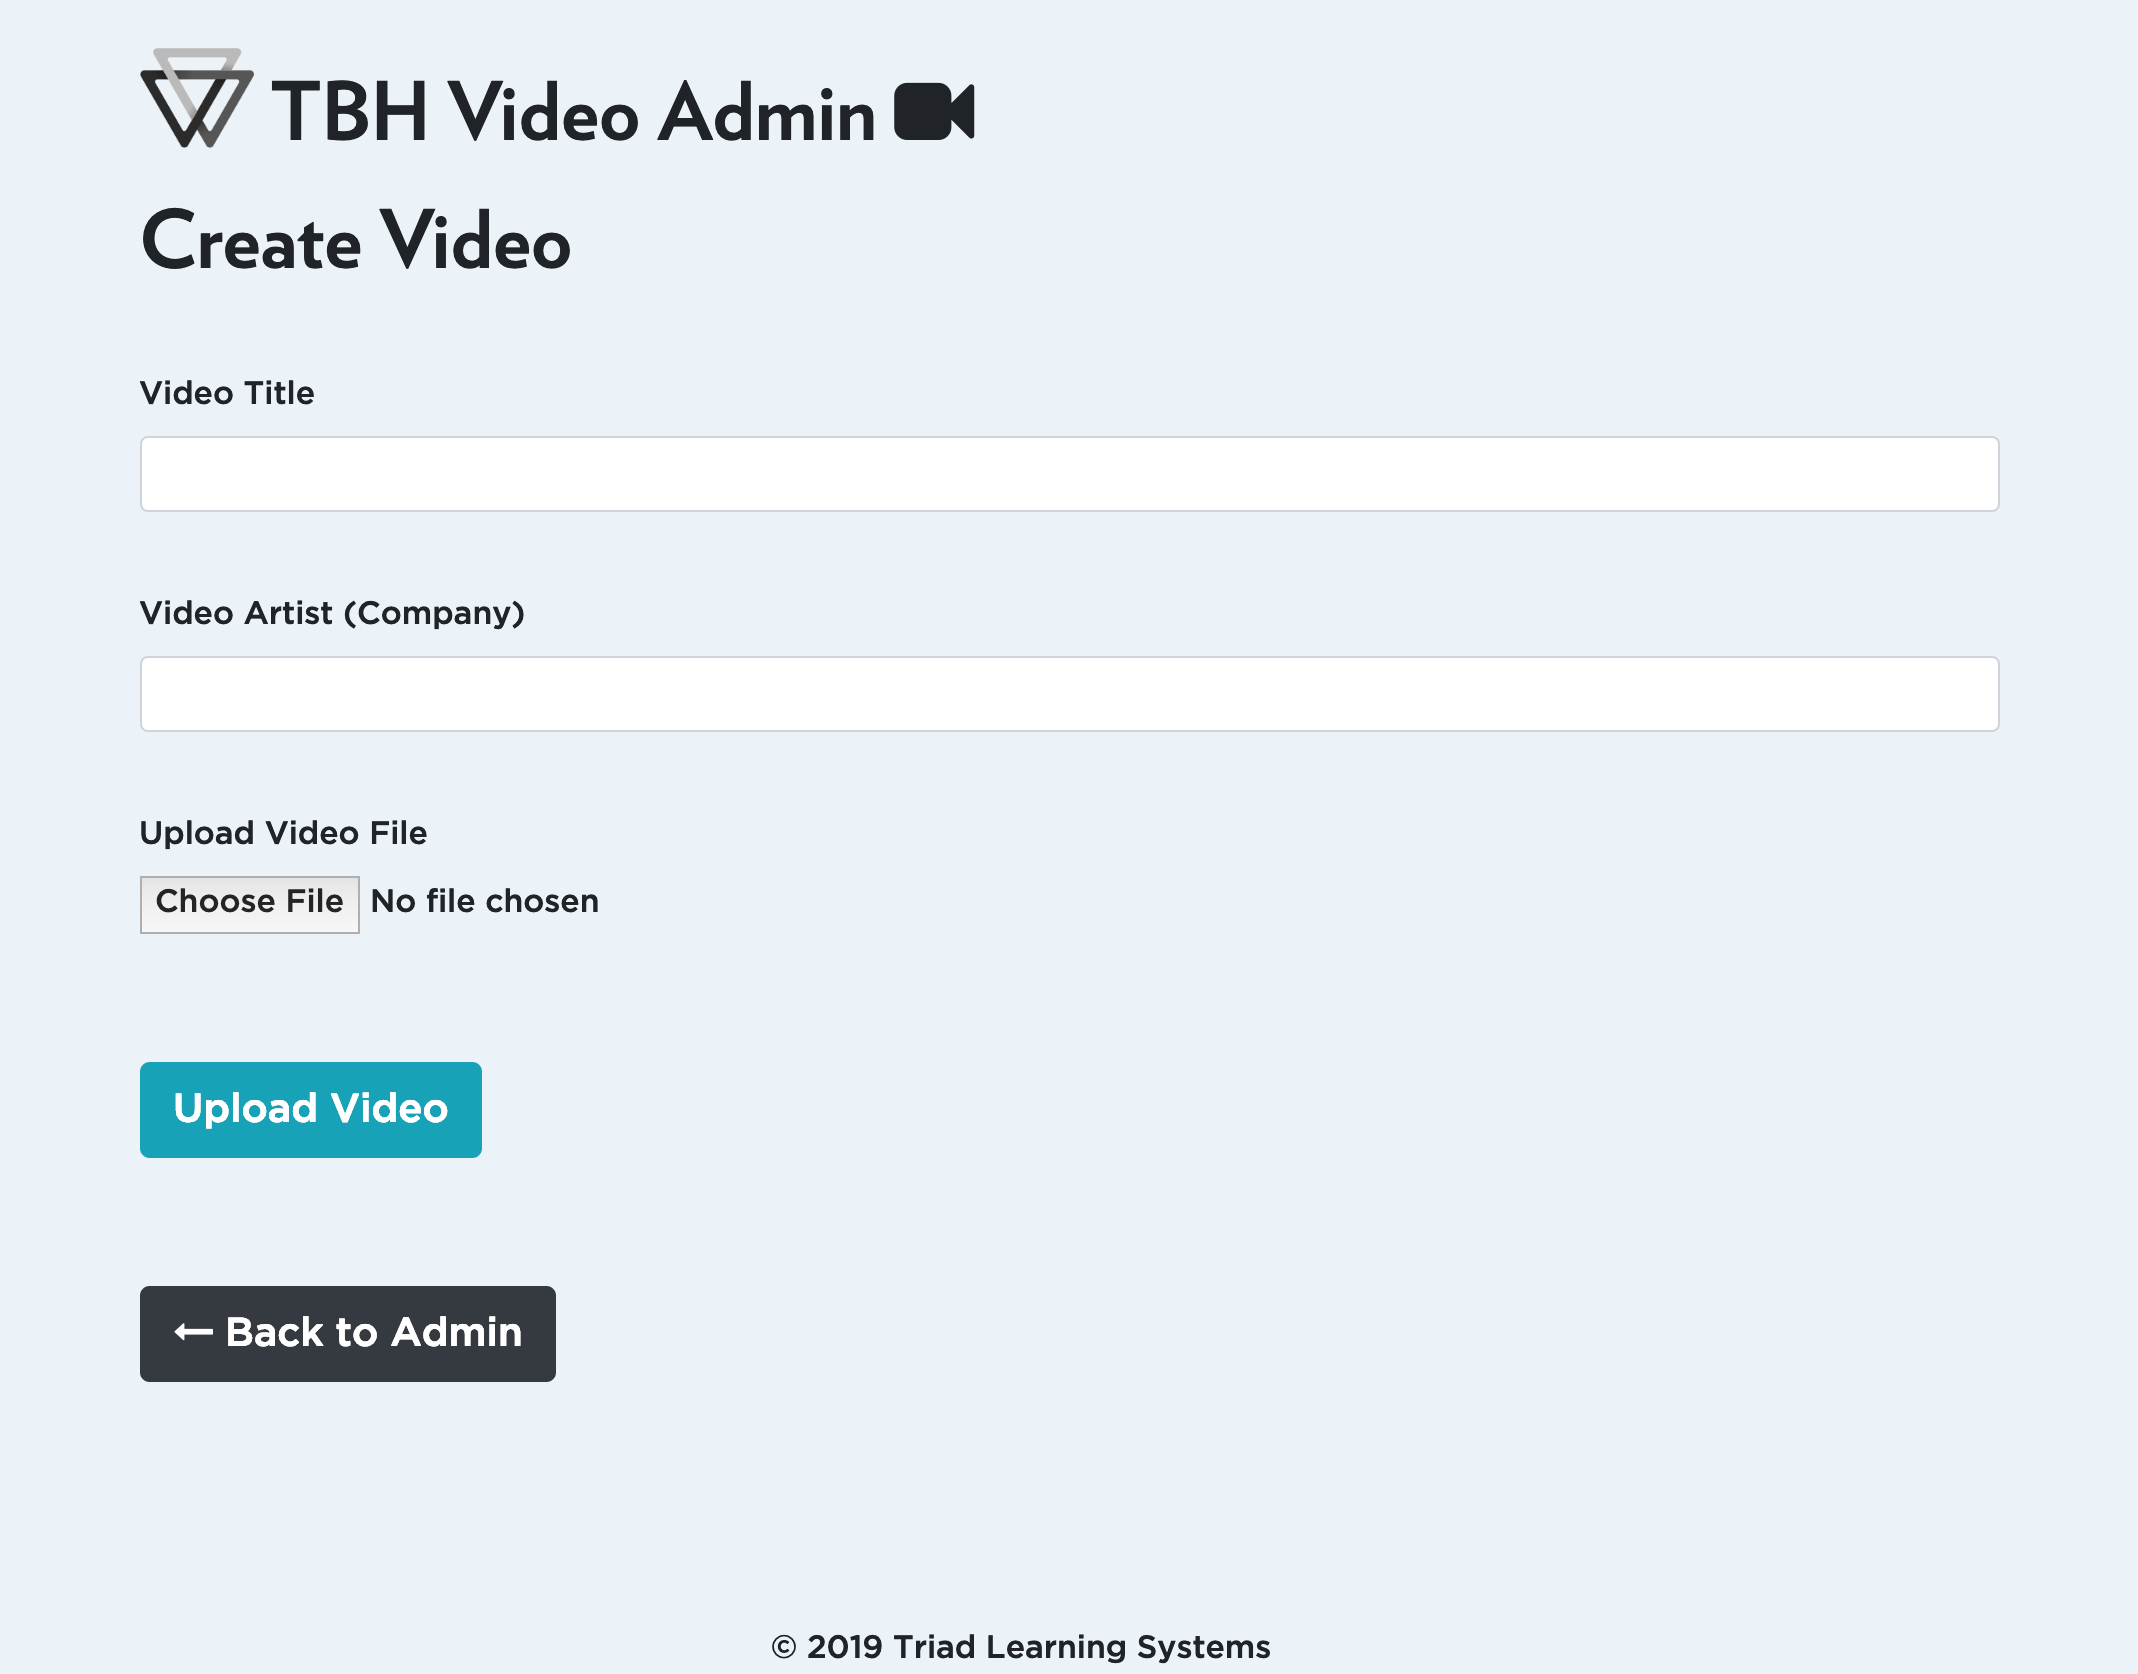 TBH Video Admin
Create Video
Video Title
Video Artist (Company)
Upload Video File
Choose File No file chosen
Upload Video
← Back to Admin
© 2019 Triad Learning Systems